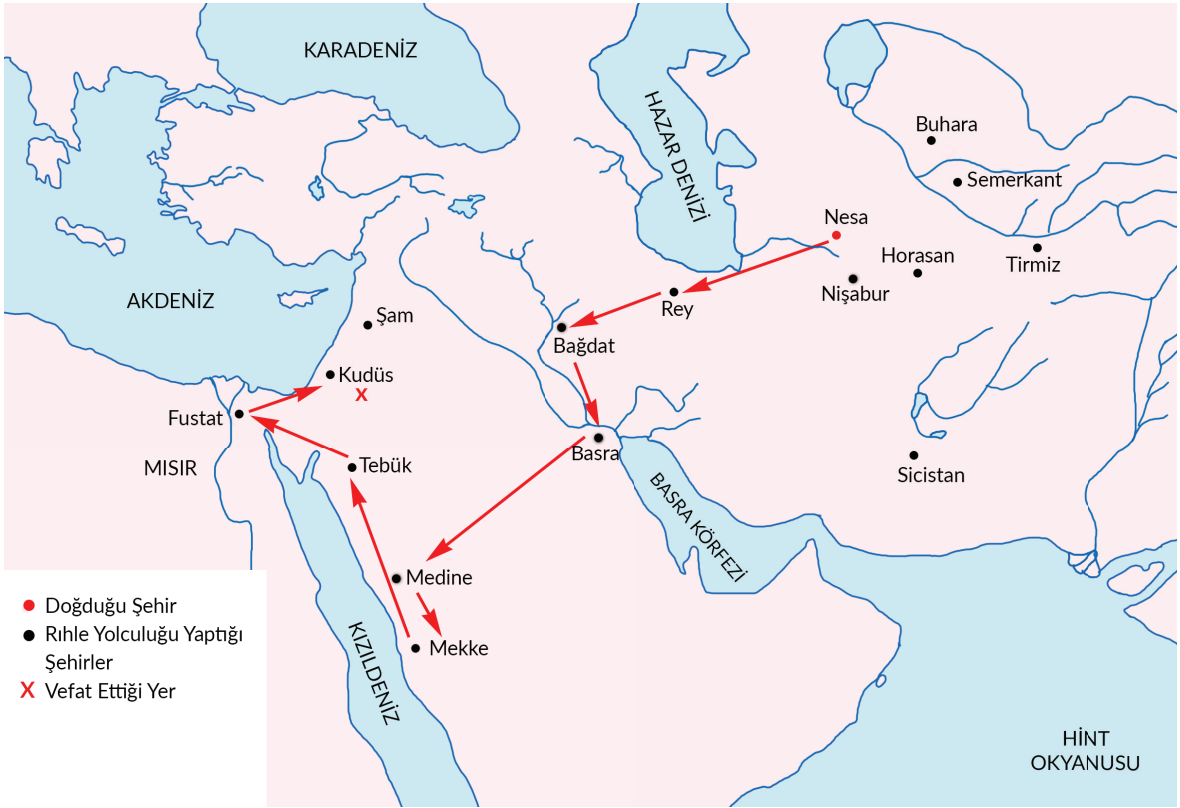 KARADENİZ
HAZAR DENİZİ
Buhara
Semerkant
Nesa
Horasan
Tirmiz
Nişabur
AKDENİZ
Şam
Rey
Bağdat
Kudüs
X
Fustat
Basra
MISIR
Tebük
Sicistan
BASRA KÖRFEZİ
Medine
Mekke
KIZILDENİZ
Doğduğu Şehir
Rıhle Yolculuğu Yaptığı
Şehirler
X Vefat Ettiği Yer
HİNT
OKYANUSU